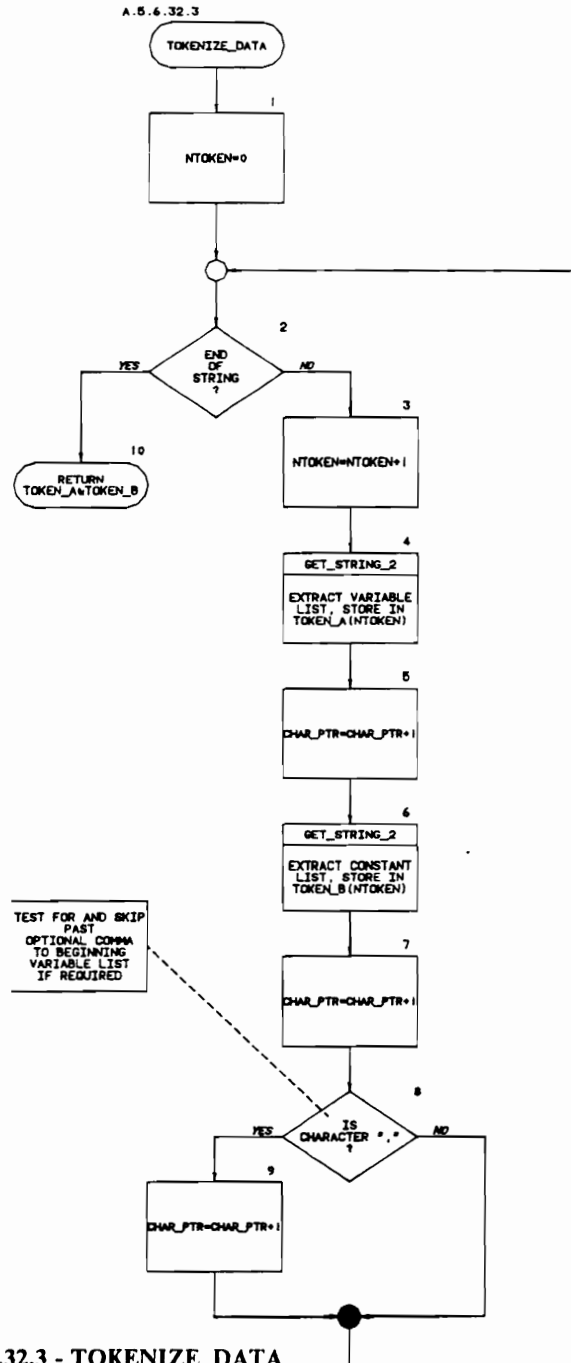 A.5.6.32.3
TOKENIZE_DATA
1
NTOKEN=0
2
END
OF
STRING
?
YES
NO
3
NTOKEN=NTOKEN+1
10
RETURN
TOKEN_A&TOKEN_B
4
GET_STRING_2
EXTRACT VARIABLE
LIST, STORE IN
TOKEN_A(NTOKEN)
5
CHAR_PTR=CHAR_PTR+1
6
GET_STRING_2
EXTRACT CONSTANT
LIST, STORE IN
TOKEN_B(NTOKEN)
7
CHAR_PTR=CHAR_PTR+1
TEST FOR AND SKIP
PAST
OPTIONAL COMMA
TO BEGINNING
VARIABLE LIST
IF REQUIRED
8
IS
CHARACTER ","
?
YES
NO
9
CHAR_PTR=CHAR_PTR+1
.32.3 - TOKENIZE_DATA